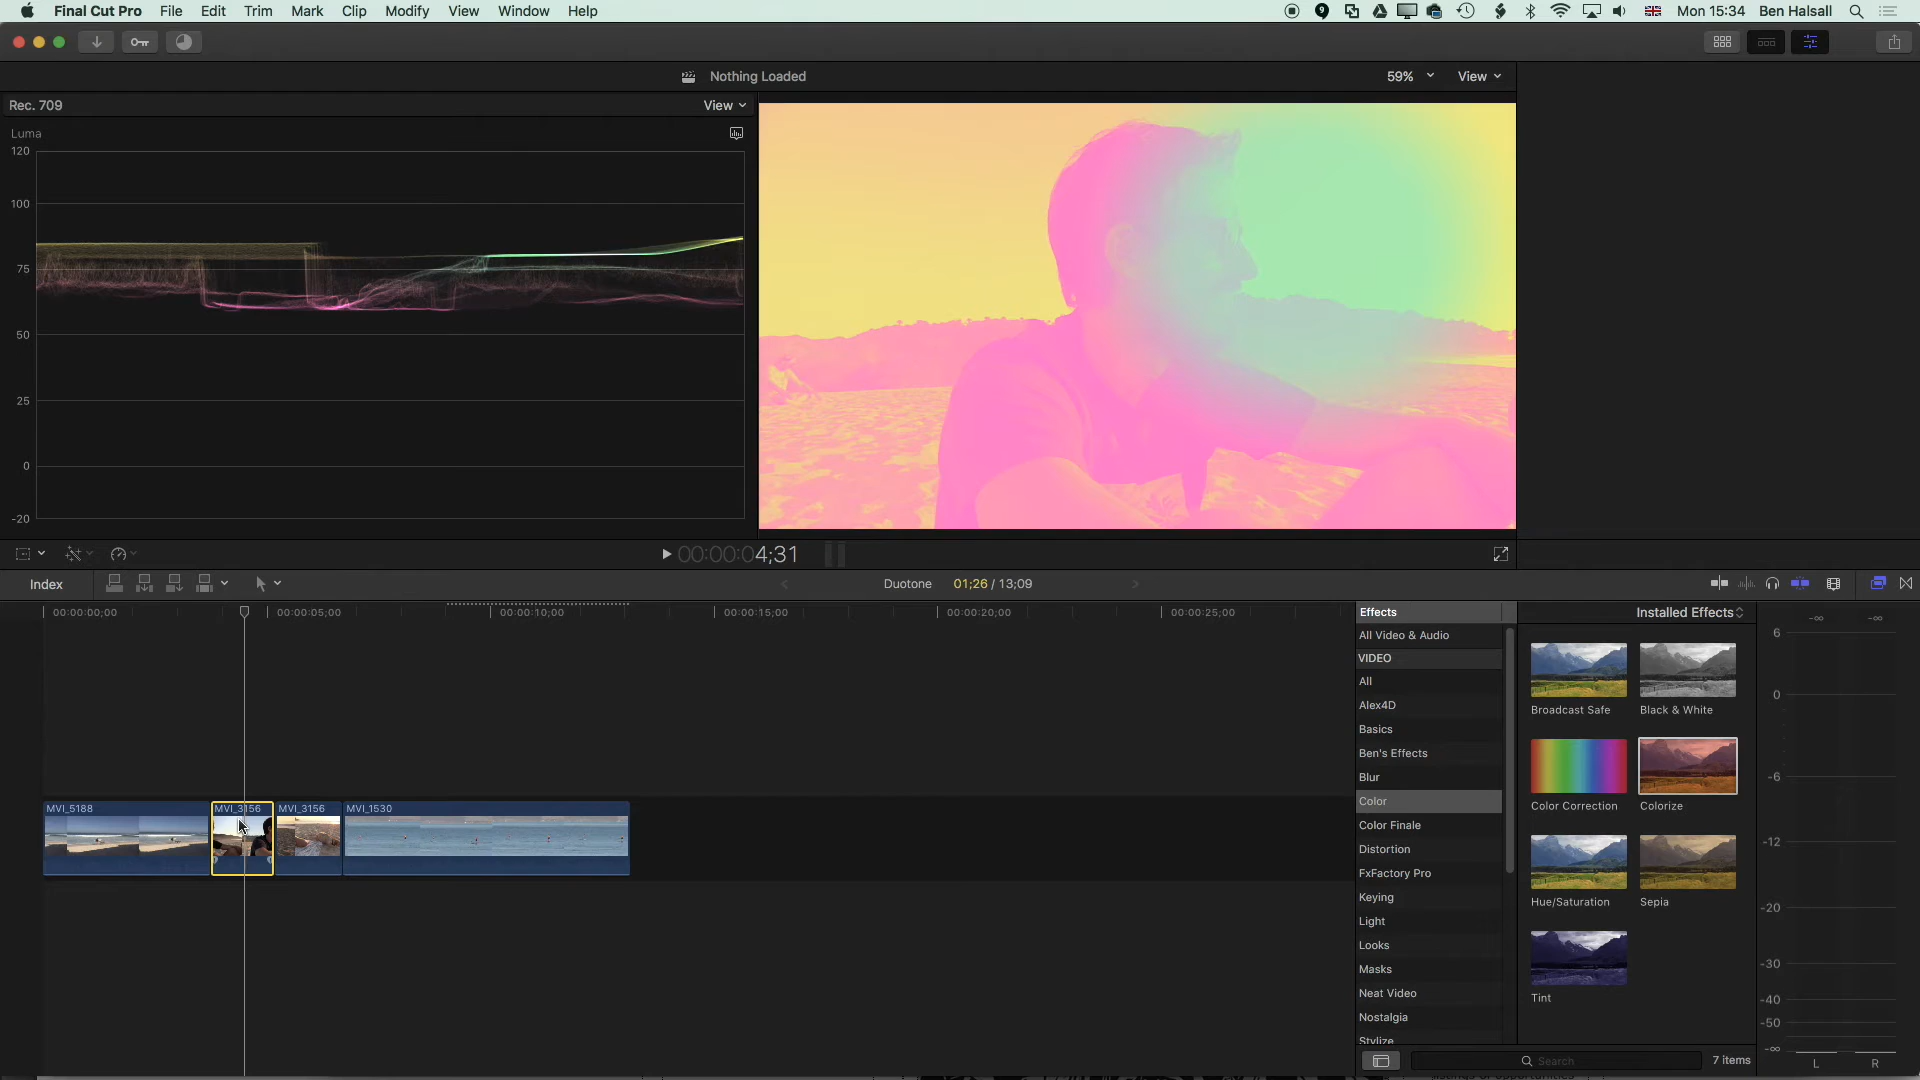 Final Cut Pro File Edit Trim Mark Clip Modify View Window Help
9 Mon 15:34 Ben Halsall
Nothing Loaded 59% View
Rec. 709 View
Luma
120
100
75
50
25
0
-20
00:00:04;31
Index
Duotone 01;26 / 13;09
00:00:00;00 00:00:05;00 00:00:10;00 00:00:15;00 00:00:20;00 00:00:25;00
MVI_5188 MVI_3156 MVI_3156 MVI_1530
Effects
All Video & Audio
VIDEO
All
Alex4D
Basics
Ben's Effects
Blur
Color
Color Finale
Distortion
FxFactory Pro
Keying
Light
Looks
Masks
Neat Video
Nostalgia
Stylize
Installed Effects
Broadcast Safe Black & White
Color Correction Colorize
Hue/Saturation Sepia
Tint
Search 7 items
-∞ -∞
6
0
-6
-12
-20
-30
-40
-50
-∞
L R